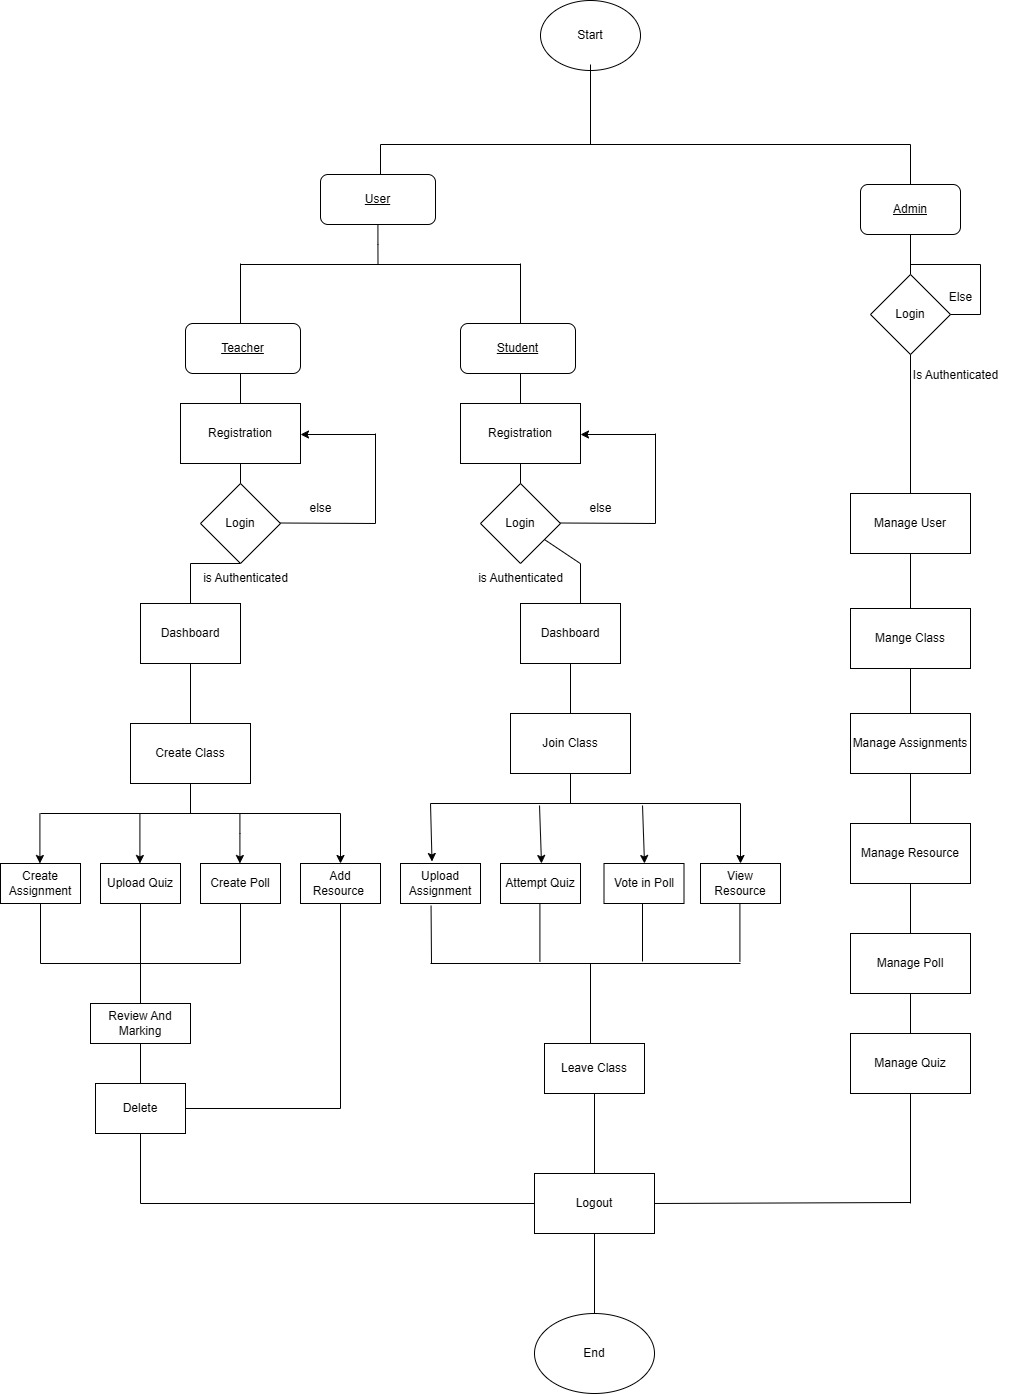 Start
User
Admin
Else
Login
Teacher
Student
Is Authenticated
Registration
Registration
else
else
Login
Login
Manage User
is Authenticated
is Authenticated
Dashboard
Dashboard
Mange Class
Create Class
Join Class
Manage Assignments
Manage Resource
Create
Assignment
Upload Quiz
Create Poll
Add
Resource
Upload
Assignment
Attempt Quiz
Vote in Poll
View
Resource
Manage Poll
Review And
Marking
Leave Class
Manage Quiz
Delete
Logout
End